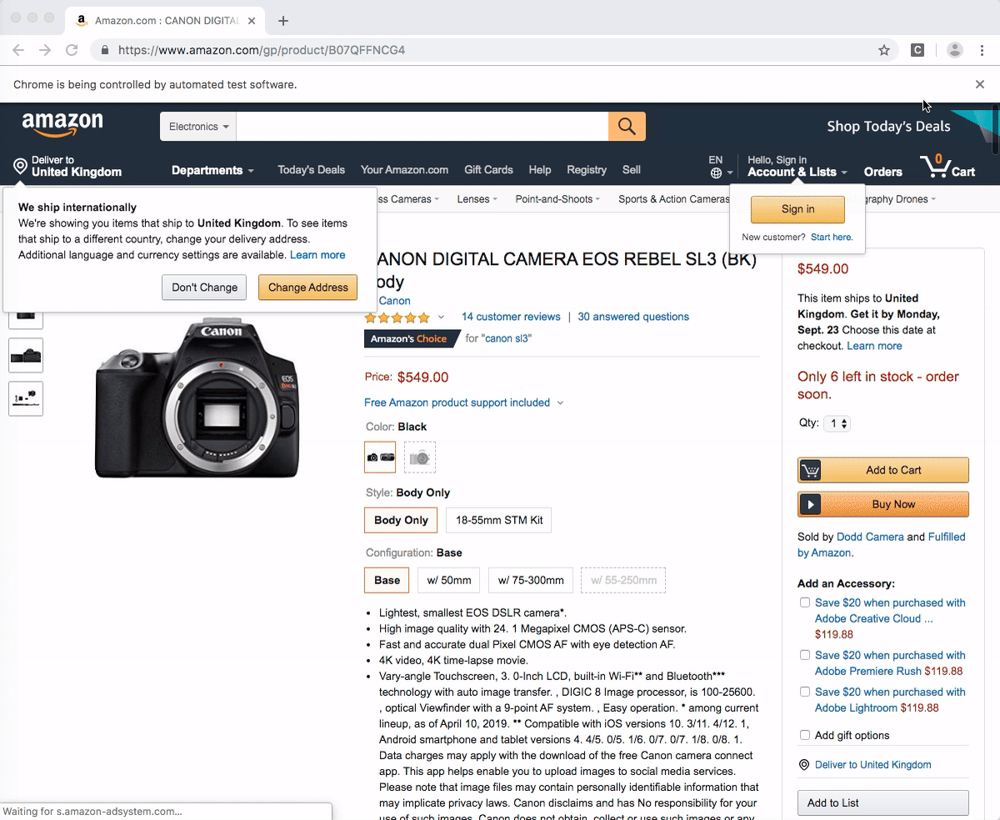 Amazon.com : CANON DIGITAL
https://www.amazon.com/gp/product/B07QFFNCG4
C
Chrome is being controlled by automated test software.
amazon
Electronics
Shop Today's Deals
Deliver to
United Kingdom
Departments
Today's Deals
Your Amazon.com
Gift Cards
Help
Registry
Sell
EN
Hello, Sign in
Account & Lists
Orders
0
Cart
ss Cameras
Lenses
Point-and-Shoots
Sports & Action Cameras
graphy Drones
Sign in
New customer? Start here.
We ship internationally
We're showing you items that ship to United Kingdom. To see items
that ship to a different country, change your delivery address.
Additional language and currency settings are available. Learn more
Don't Change
Change Address
CANON DIGITAL CAMERA EOS REBEL SL3 (BK)
ody
Canon
14 customer reviews | 30 answered questions
Amazon's Choice for "canon sl3"
Canon
EOS
Price: $549.00
Free Amazon product support included
Color: Black
Style: Body Only
Body Only
18-55mm STM Kit
Configuration: Base
Base
w/ 50mm
w/ 75-300mm
w/ 55-250mm
• Lightest, smallest EOS DSLR camera*.
• High image quality with 24. 1 Megapixel CMOS (APS-C) sensor.
• Fast and accurate dual Pixel CMOS AF with eye detection AF.
• 4K video, 4K time-lapse movie.
• Vary-angle Touchscreen, 3. 0-Inch LCD, built-in Wi-Fi** and Bluetooth***
technology with auto image transfer. , DIGIC 8 Image processor, is 100-25600.
, optical Viewfinder with a 9-point AF system. , Easy operation. * among current
lineup, as of April 10, 2019. ** Compatible with iOS versions 10. 3/11. 4/12. 1,
Android smartphone and tablet versions 4. 4/5. 0/5. 1/6. 0/7. 0/7. 1/8. 0/8. 1.
Data charges may apply with the download of the free Canon camera connect
app. This app helps enable you to upload images to social media services.
Please note that image files may contain personally identifiable information that
may implicate privacy laws. Canon disclaims and has No responsibility for your
use of such images. Canon does not obtain, collect or use such images or any
$549.00
This item ships to United
Kingdom. Get it by Monday,
Sept. 23 Choose this date at
checkout. Learn more
Only 6 left in stock - order
soon.
Qty: 1
Add to Cart
Buy Now
Sold by Dodd Camera and Fulfilled
by Amazon.
Add an Accessory:
Save $20 when purchased with
Adobe Creative Cloud ...
$119.88
Save $20 when purchased with
Adobe Premiere Rush $119.88
Save $20 when purchased with
Adobe Lightroom $119.88
Add gift options
Deliver to United Kingdom
Add to List
Waiting for s.amazon-adsystem.com...